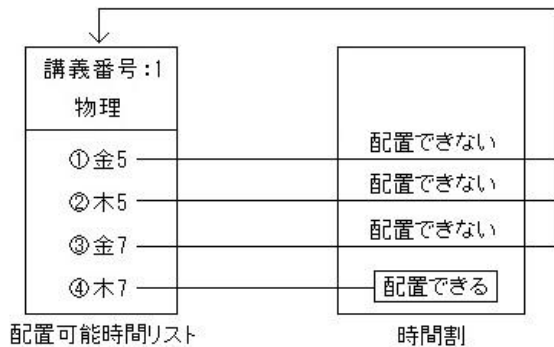 講義番号:1
物理
①金5
②木5
③金7
④木7
配置可能時間リスト
配置できない
配置できない
配置できない
配置できる
時間割